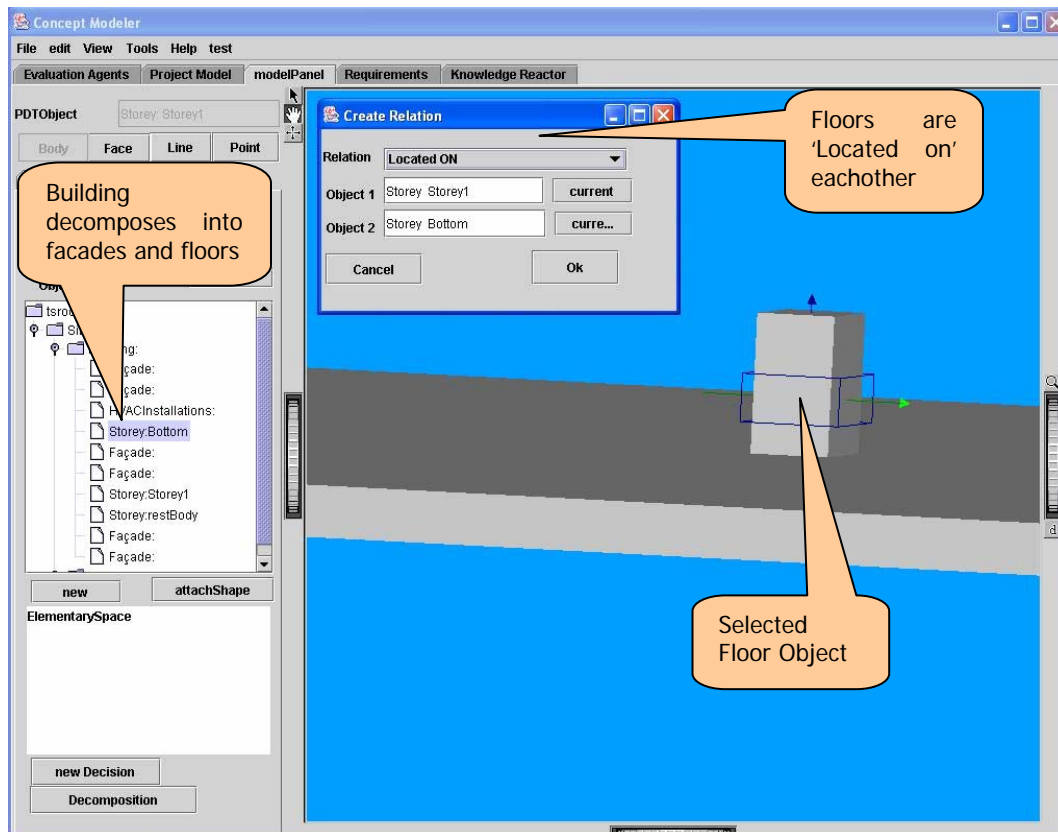 Concept Modeler
File edit View Tools Help test
Evaluation Agents Project Model modelPanel Requirements Knowledge Reactor
PDTObject Storey: Storey1
Body Face Line Point
Create Relation
Relation Located ON
Object 1 Storey Storey1 current
Object 2 Storey Bottom curre...
Cancel Ok
Floors are
‘Located on’
eachother
Building
decomposes into
facades and floors
Façade:
Façade:
HVACInstallations:
Storey:Bottom
Façade:
Façade:
Storey:Storey1
Storey:restBody
Façade:
Façade:
new attachShape
ElementarySpace
Selected
Floor Object
new Decision
Decomposition
d